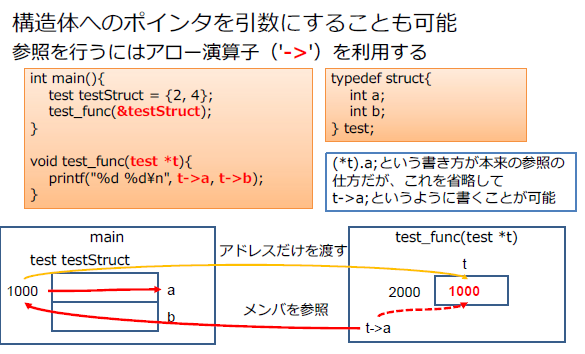 構造体へのポインタを引数にすることも可能
参照を行うにはアロー演算子（'->'）を利用する
int main(){
test testStruct = {2, 4};
test_func(&testStruct);
}
void test_func(test *t){
printf("%d %d¥n", t->a, t->b);
}
typedef struct{
int a;
int b;
} test;
(*t).a;という書き方が本来の参照の
仕方だが、これを省略して
t->a;というように書くことが可能
main
test testStruct
1000
a
b
アドレスだけを渡す
メンバを参照
test_func(test *t)
t
2000
1000
t->a